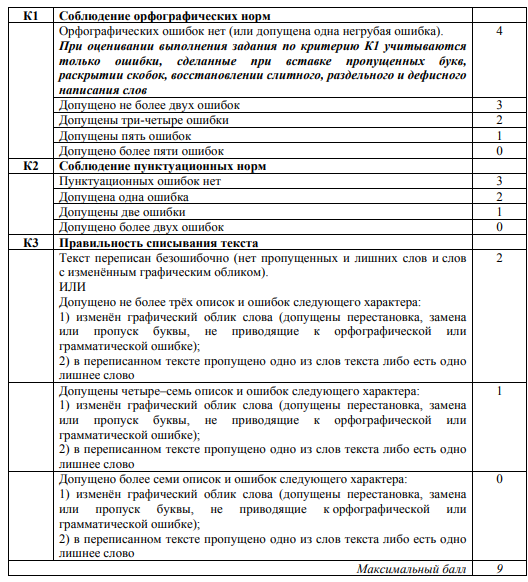 К1 Соблюдение орфографических норм
Орфографических ошибок нет (или допущена одна негрубая ошибка). 4
При оценивании выполнения задания по критерию К1 учитываются
только ошибки, сделанные при вставке пропущенных букв,
раскрытии скобок, восстановлении слитного, раздельного и дефисного
написания слов
Допущено не более двух ошибок 3
Допущены три-четыре ошибки 2
Допущены пять ошибок 1
Допущено более пяти ошибок 0
К2 Соблюдение пунктуационных норм
Пунктуационных ошибок нет 3
Допущена одна ошибка 2
Допущены две ошибки 1
Допущено более двух ошибок 0
К3 Правильность списывания текста
Текст переписан безошибочно (нет пропущенных и лишних слов и слов 2
с изменённым графическим обликом).
ИЛИ
Допущено не более трёх описок и ошибок следующего характера:
1) изменён графический облик слова (допущены перестановка, замена
или пропуск буквы, не приводящие к орфографической или
грамматической ошибке);
2) в переписанном тексте пропущено одно из слов текста либо есть одно
лишнее слово
Допущены четыре–семь описок и ошибок следующего характера: 1
1) изменён графический облик слова (допущены перестановка, замена
или пропуск буквы, не приводящие к орфографической или
грамматической ошибке);
2) в переписанном тексте пропущено одно из слов текста либо есть одно
лишнее слово
Допущено более семи описок и ошибок следующего характера: 0
1) изменён графический облик слова (допущены перестановка, замена
или пропуск буквы, не приводящие к орфографической или
грамматической ошибке);
2) в переписанном тексте пропущено одно из слов текста либо есть одно
лишнее слово
Максимальный балл 9